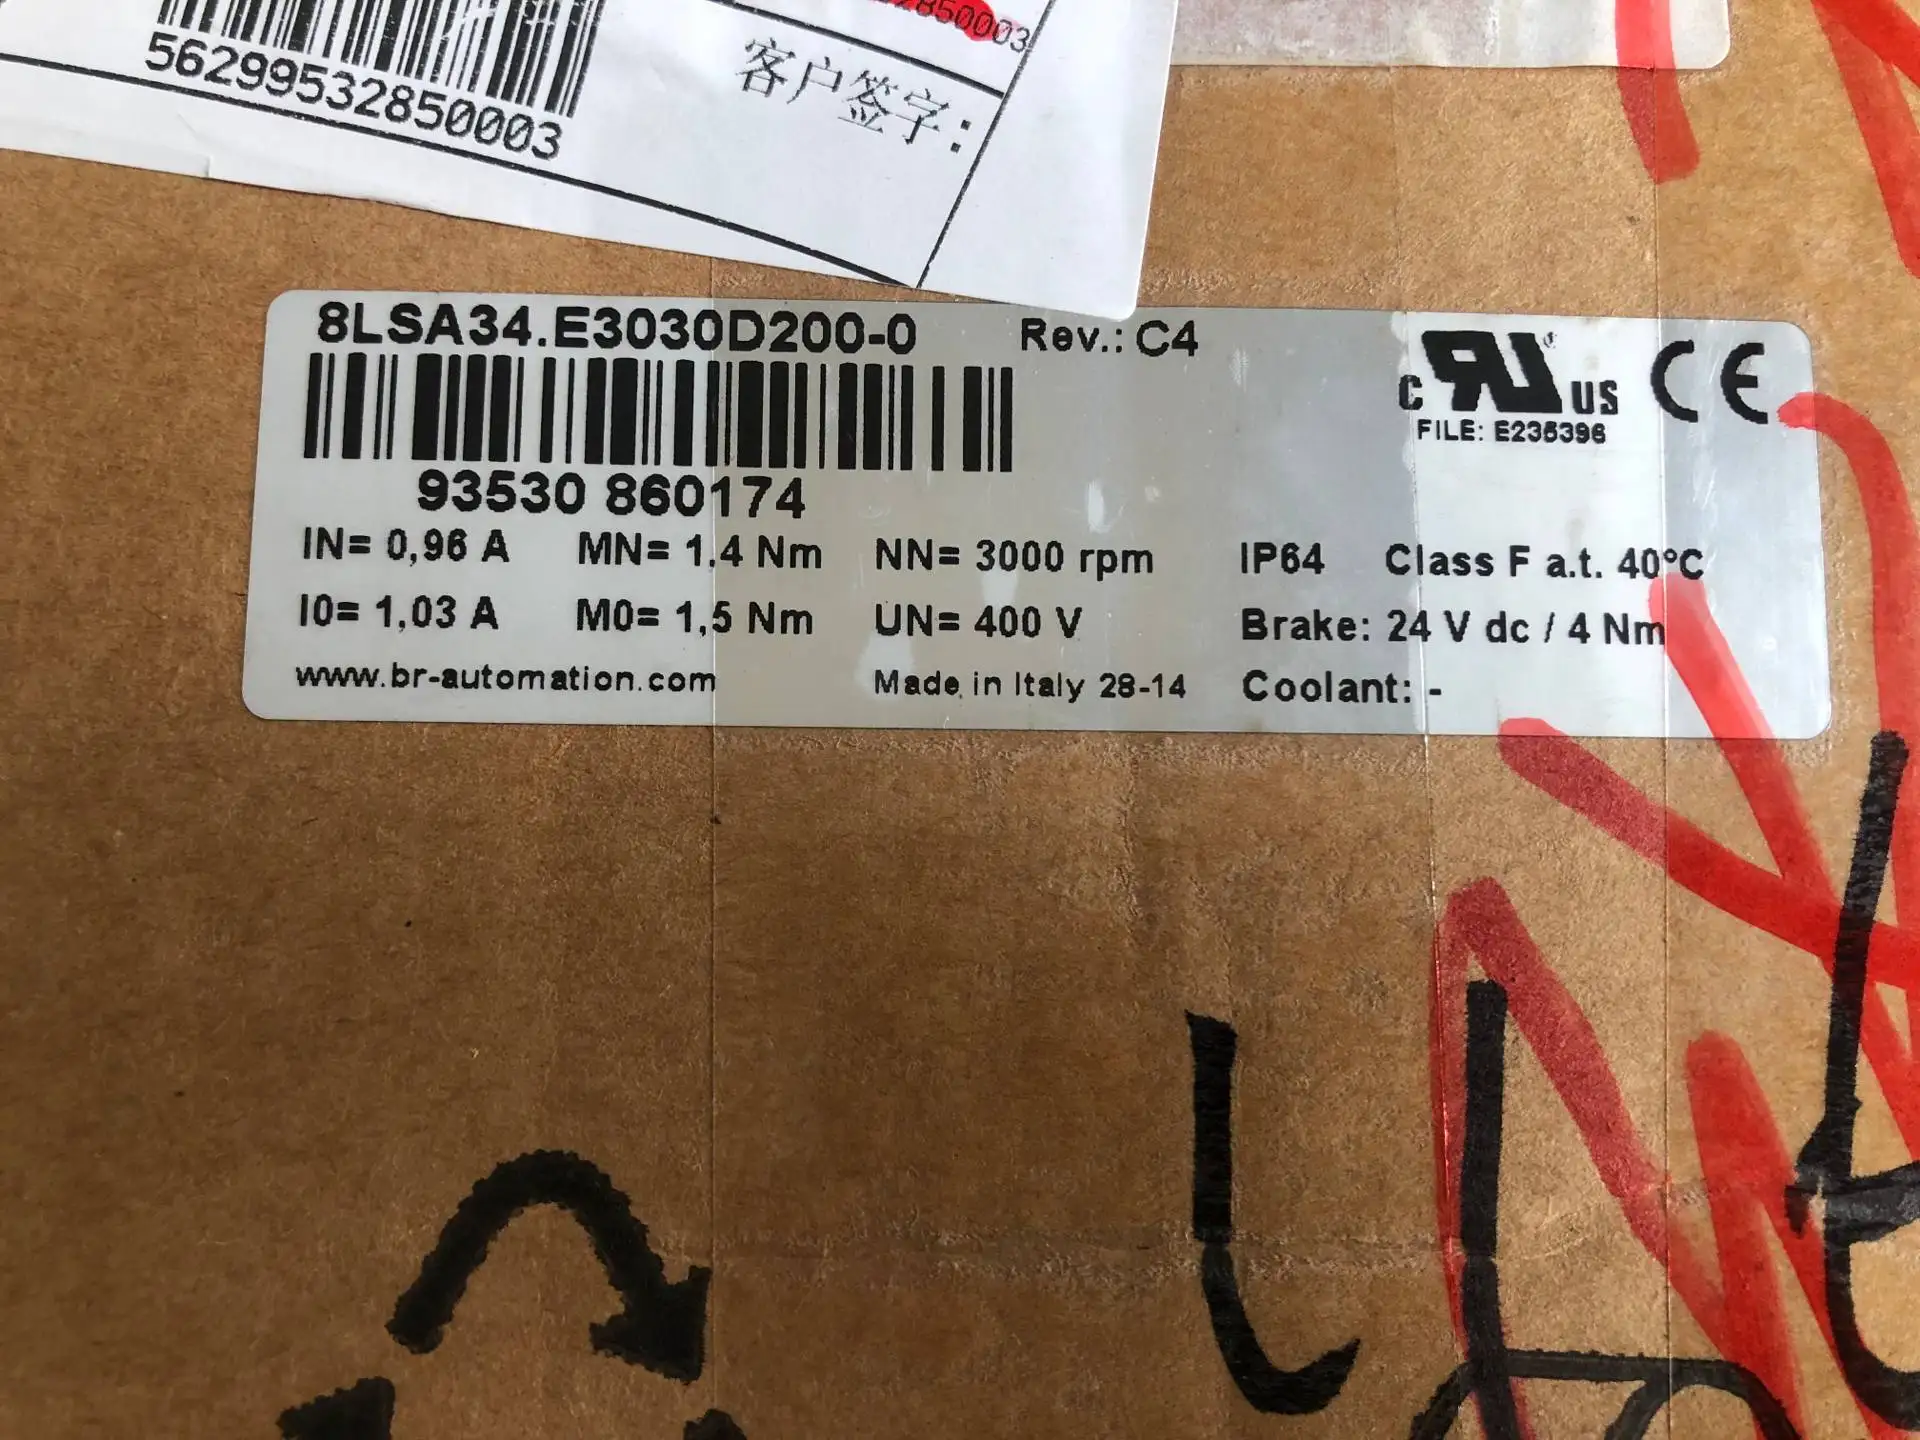 562995532850003
客户签字:
8LSA34.E3030D200-0 Rev.: C4
93530 860174
c US CE
FILE: E235396
IN= 0,96 A MN= 1.4 Nm NN= 3000 rpm IP64 Class F a.t. 40°C
I0= 1,03 A M0= 1,5 Nm UN= 400 V Brake: 24 V dc / 4 Nm
www.br-automation.com Made in Italy 28-14 Coolant: -